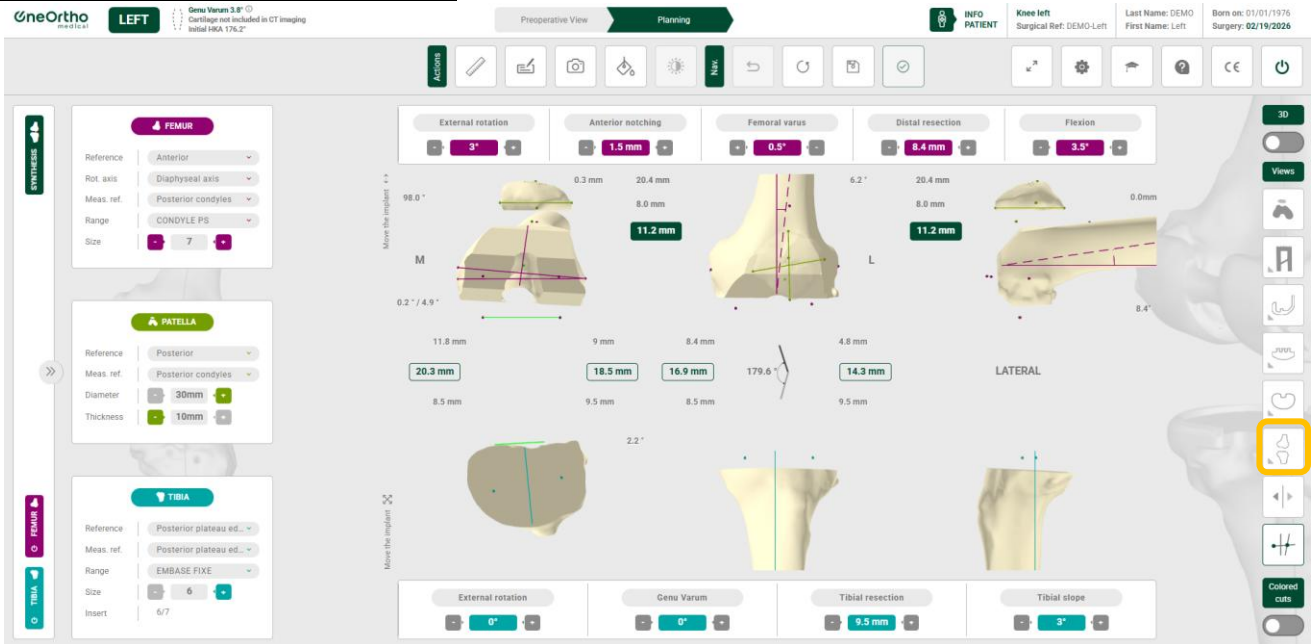 OneOrtho
medical
LEFT
Genu Varum 3.8°
Cartilage not included in CT imaging
Initial HKA 176.2°
Preoperative View
Planning
INFO
PATIENT
Knee left
Surgical Ref: DEMO-Left
Last Name: DEMO
First Name: Left
Born on: 01/01/1976
Surgery: 02/19/2026
Actions
Nav.
CE
SYNTHESIS
FEMUR
Reference Anterior
Rot. axis Diaphyseal axis
Meas. ref. Posterior condyles
Range CONDYLE PS
Size - 7 +
PATELLA
Reference Posterior
Meas. ref. Posterior condyles
Diameter - 30mm +
Thickness - 10mm +
TIBIA
Reference Posterior plateau ed...
Meas. ref. Posterior plateau ed...
Range EMBASE FIXE
Size - 6 +
Insert 6/7
FEMUR
TIBIA
External rotation Anterior notching Femoral varus Distal resection Flexion
- 3° + - 1.5 mm + + 0.5° - - 8.4 mm + - 3.5° +
Move the implant
98.0 °
0.3 mm 20.4 mm
8.0 mm
11.2 mm
M
0.2 ° / 4.9 °
6.2 ° 20.4 mm
8.0 mm
11.2 mm
L
0.0mm
8.4°
11.8 mm 9 mm 8.4 mm 4.8 mm
20.3 mm 18.5 mm 16.9 mm 179.6 ° 14.3 mm LATERAL
8.5 mm 9.5 mm 8.5 mm 9.5 mm
2.2 °
Move the implant
External rotation Genu Varum Tibial resection Tibial slope
- 0° + - 0° + - 9.5 mm + - 3° +
3D
Views
Colored
cuts